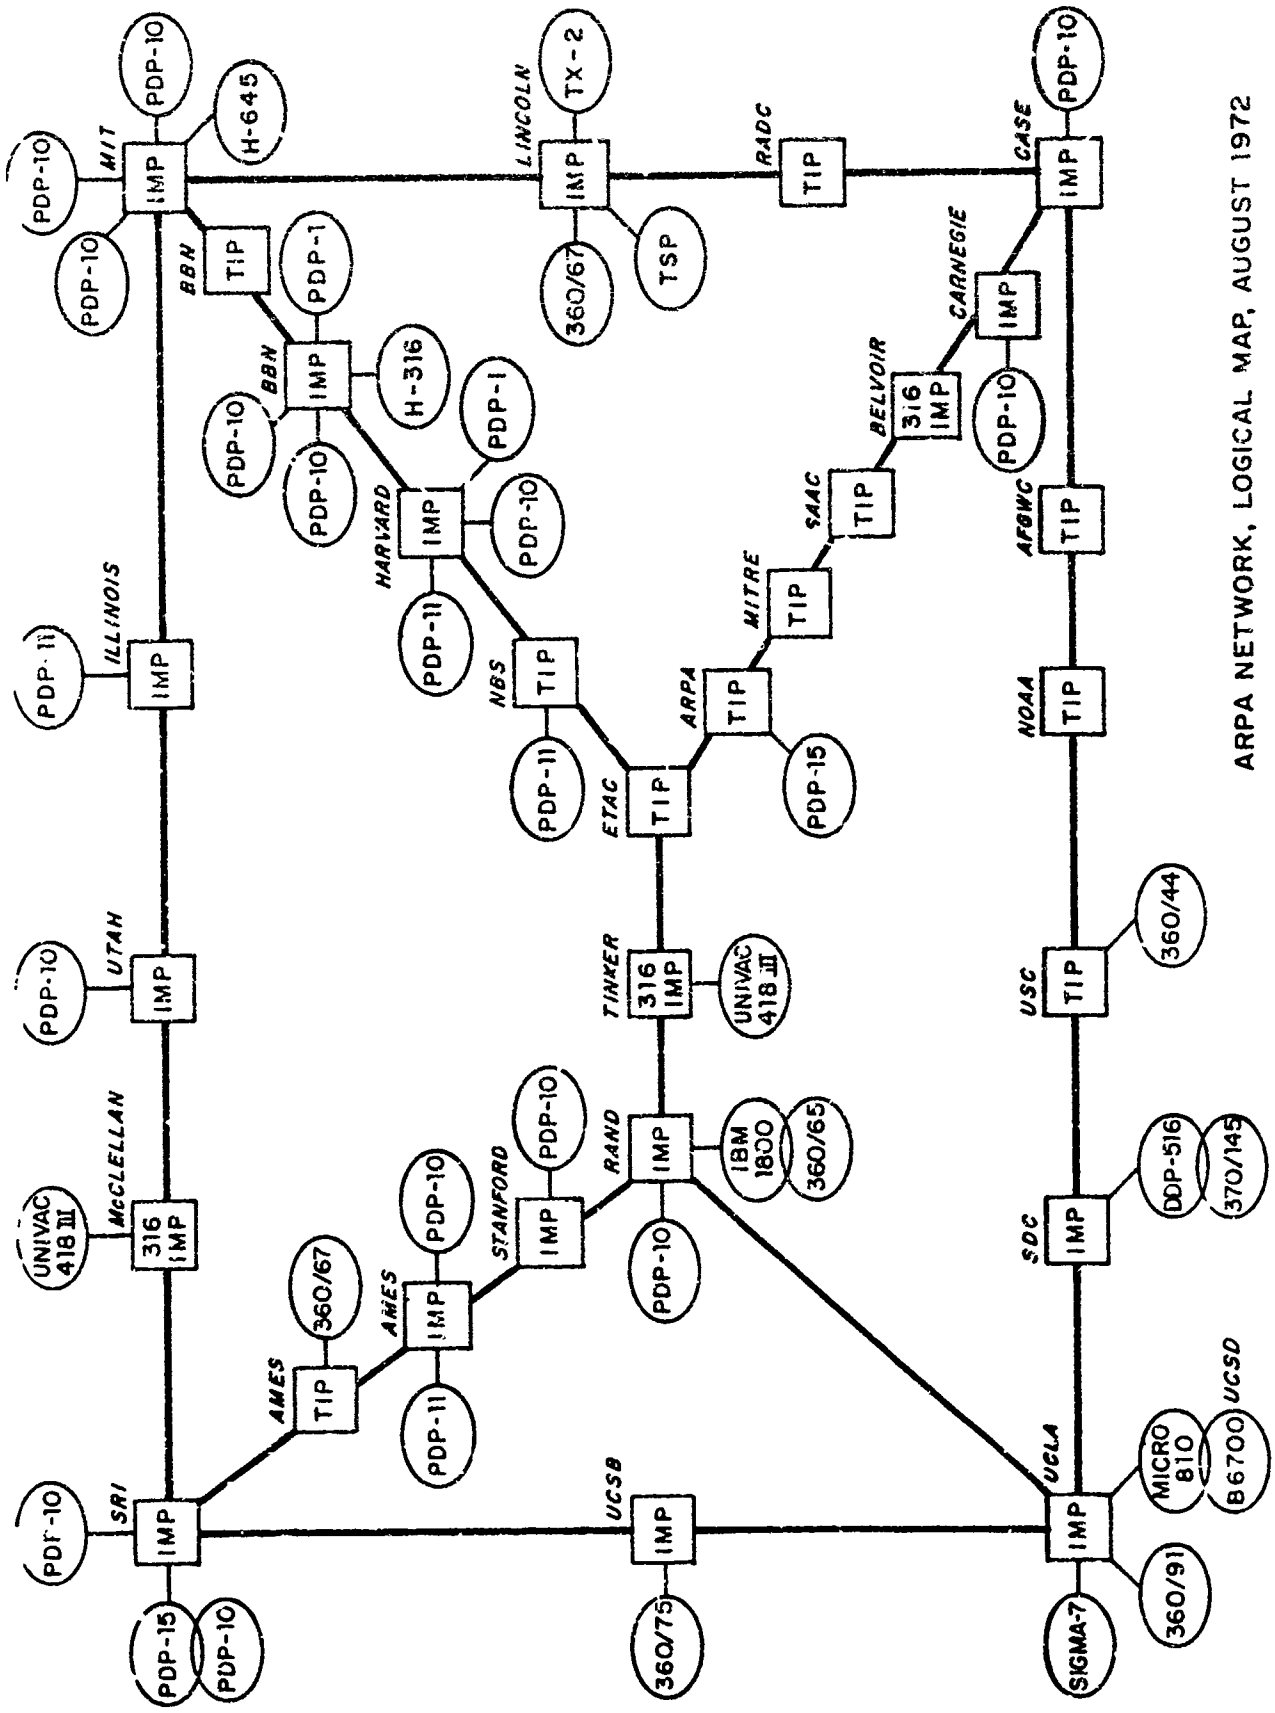 PDP-10
SRI
IMP
PDP-15
PDP-10
UNIVAC
418 III
McCLELLAN
316
IMP
PDP-10
UTAH
IMP
PDP-11
ILLINOIS
IMP
PDP-10
MIT
IMP
PDP-10
PDP-10
H-645
BBN
TIP
AMES
TIP
360/67
AMES
IMP
PDP-11
PDP-10
STANFORD
IMP
PDP-10
BBN
IMP
PDP-10
PDP-10
PDP-1
H-316
HARVARD
IMP
PDP-11
PDP-10
PDP-1
NBS
TIP
PDP-11
LINCOLN
IMP
360/67
TX-2
TSP
UCSB
IMP
360/75
RAND
IMP
PDP-10
IBM
1800
360/65
TINKER
316
IMP
UNIVAC
418 III
ETAC
TIP
ARPA
TIP
PDP-15
MITRE
TIP
SAAC
TIP
BELVOIR
316
IMP
CARNEGIE
IMP
PDP-10
RADC
TIP
UCLA
IMP
SIGMA-7
360/91
MICRO
810
B6700
UCSD
SDC
IMP
DDP-516
370/145
USC
TIP
360/44
NOAA
TIP
AFGWC
TIP
CASE
IMP
PDP-10
ARPA NETWORK, LOGICAL MAP, AUGUST 1972